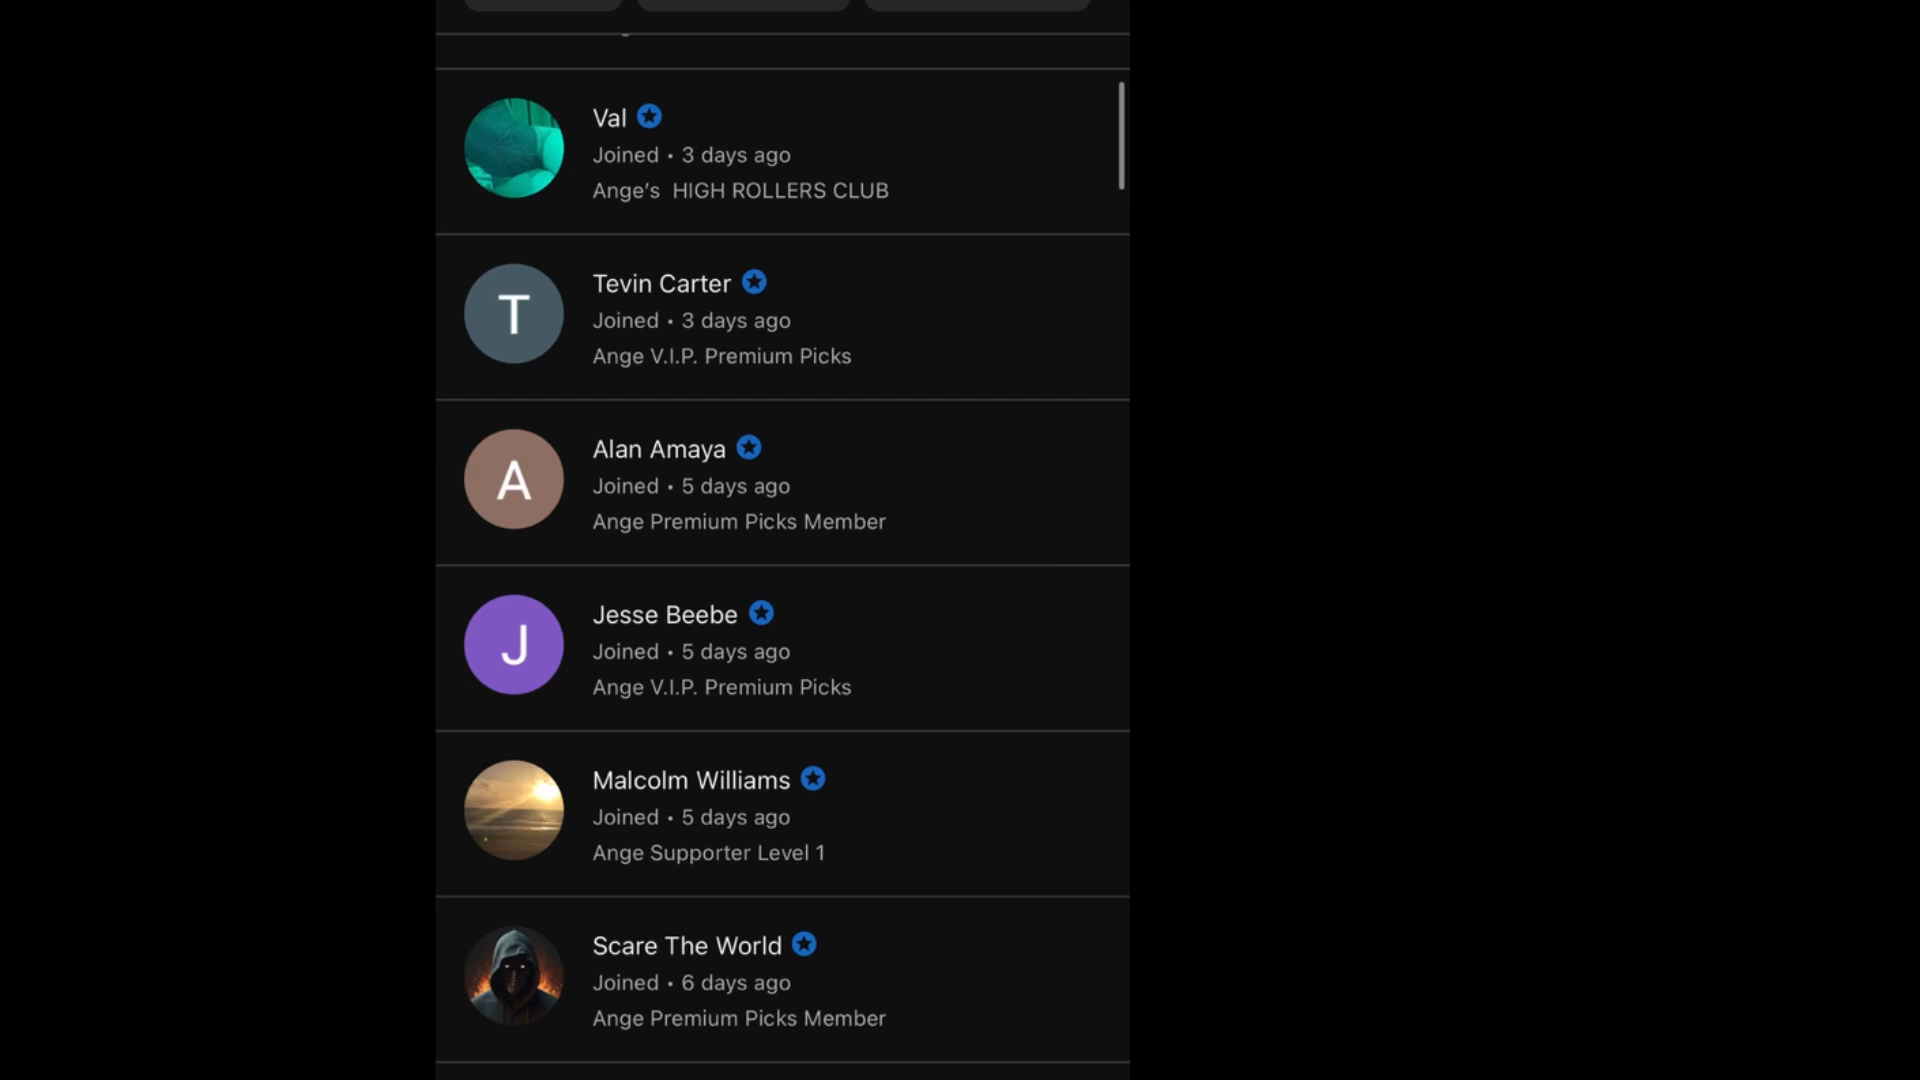 Val
Joined • 3 days ago
Ange's HIGH ROLLERS CLUB
T
Tevin Carter
Joined • 3 days ago
Ange V.I.P. Premium Picks
A
Alan Amaya
Joined • 5 days ago
Ange Premium Picks Member
J
Jesse Beebe
Joined • 5 days ago
Ange V.I.P. Premium Picks
Malcolm Williams
Joined • 5 days ago
Ange Supporter Level 1
Scare The World
Joined • 6 days ago
Ange Premium Picks Member